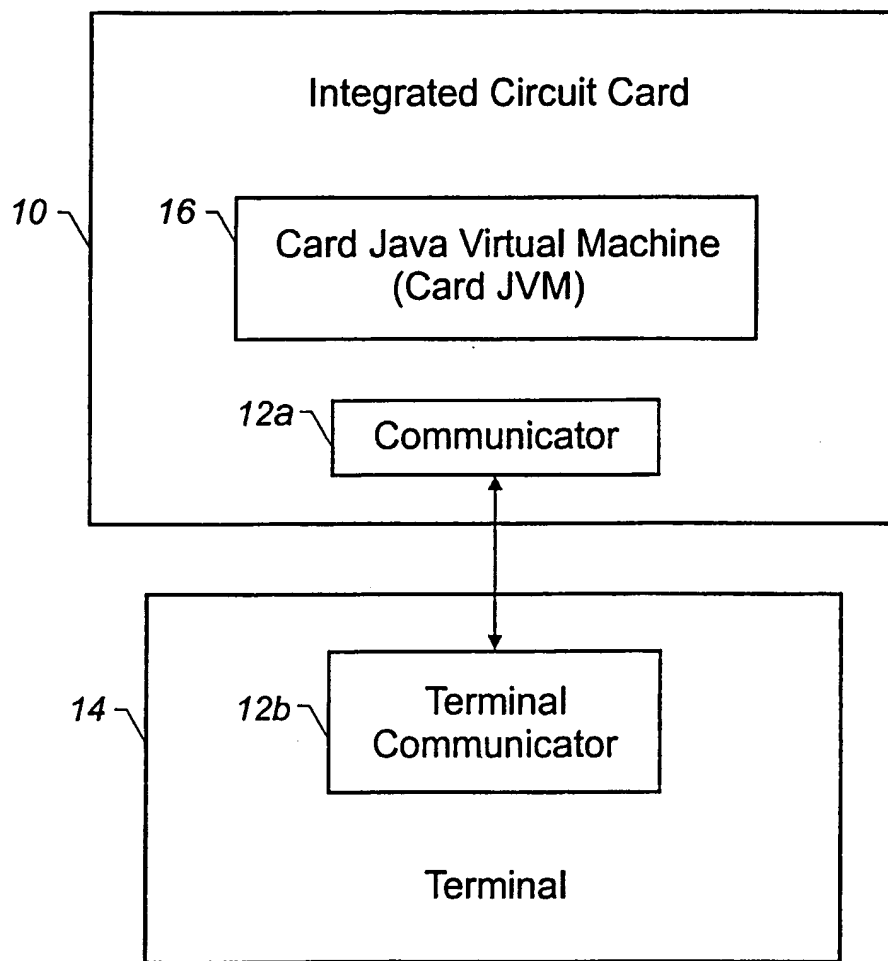 Integrated Circuit Card
10
16
Card Java Virtual Machine
(Card JVM)
12a
Communicator
14
12b
Terminal
Communicator
Terminal